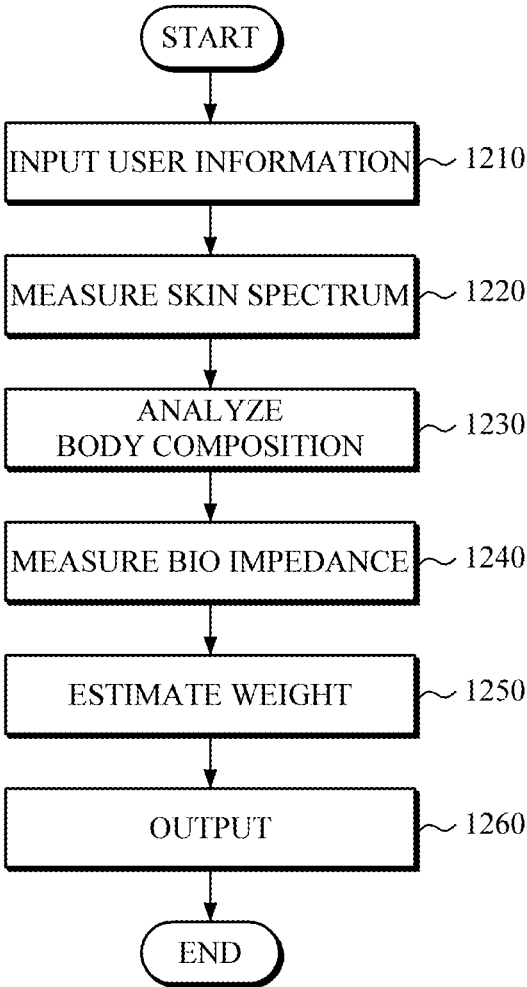 START
INPUT USER INFORMATION 1210
MEASURE SKIN SPECTRUM 1220
ANALYZE
BODY COMPOSITION 1230
MEASURE BIO IMPEDANCE 1240
ESTIMATE WEIGHT 1250
OUTPUT 1260
END